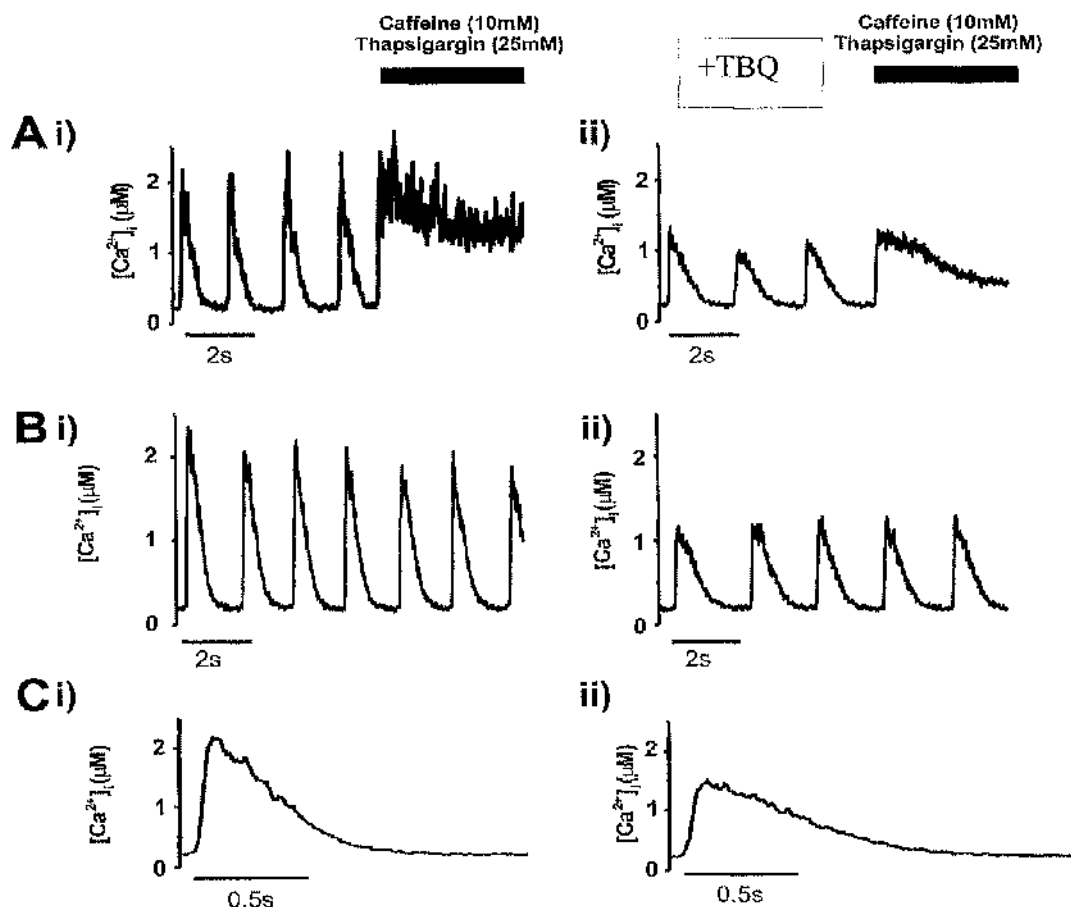 Caffeine (10mM)
Thapsigargin (25mM)
+TBQ
Caffeine (10mM)
Thapsigargin (25mM)
A i)
[Ca²⁺]ᵢ (μM)
2
1
0
2s
ii)
[Ca²⁺]ᵢ (μM)
2
1
0
2s
B i)
[Ca²⁺]ᵢ (μM)
2
1
0
2s
ii)
[Ca²⁺]ᵢ (μM)
2
1
0
2s
C i)
[Ca²⁺]ᵢ (μM)
2
1
0
0.5s
ii)
[Ca²⁺]ᵢ (μM)
2
1
0
0.5s